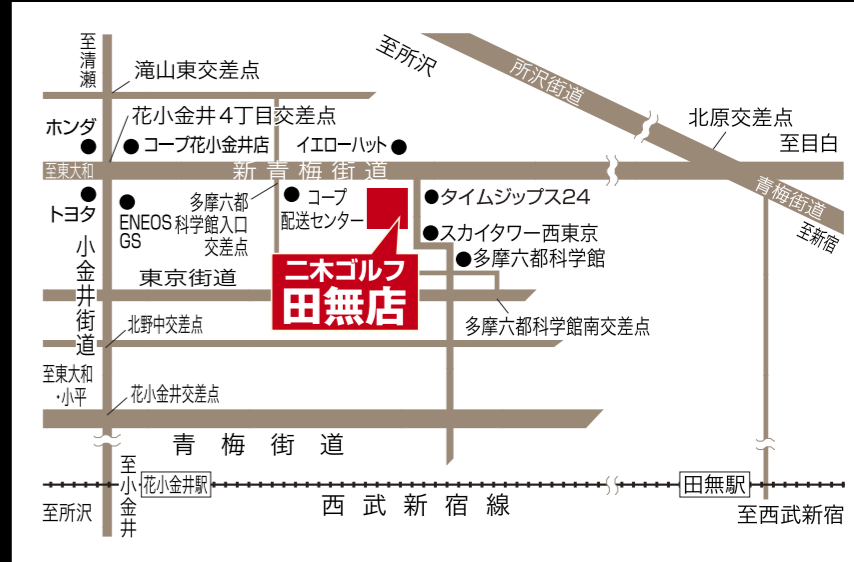 至清瀬
滝山東交差点
至所沢
所沢街道
花小金井4丁目交差点
北原交差点
ホンダ
コープ花小金井店
イエローハット
至目白
至東大和
新青梅街道
青梅街道
トヨタ
ENEOS
GS
多摩六都
科学館入口
交差点
コープ
配送センター
タイムジップス24
至新宿
スカイタワー西東京
小金井街道
多摩六都科学館
東京街道
二木ゴルフ
田無店
北野中交差点
多摩六都科学館南交差点
至東大和
・小平
花小金井交差点
青梅街道
至小金井
花小金井駅
田無駅
至所沢
西武新宿線
至西武新宿